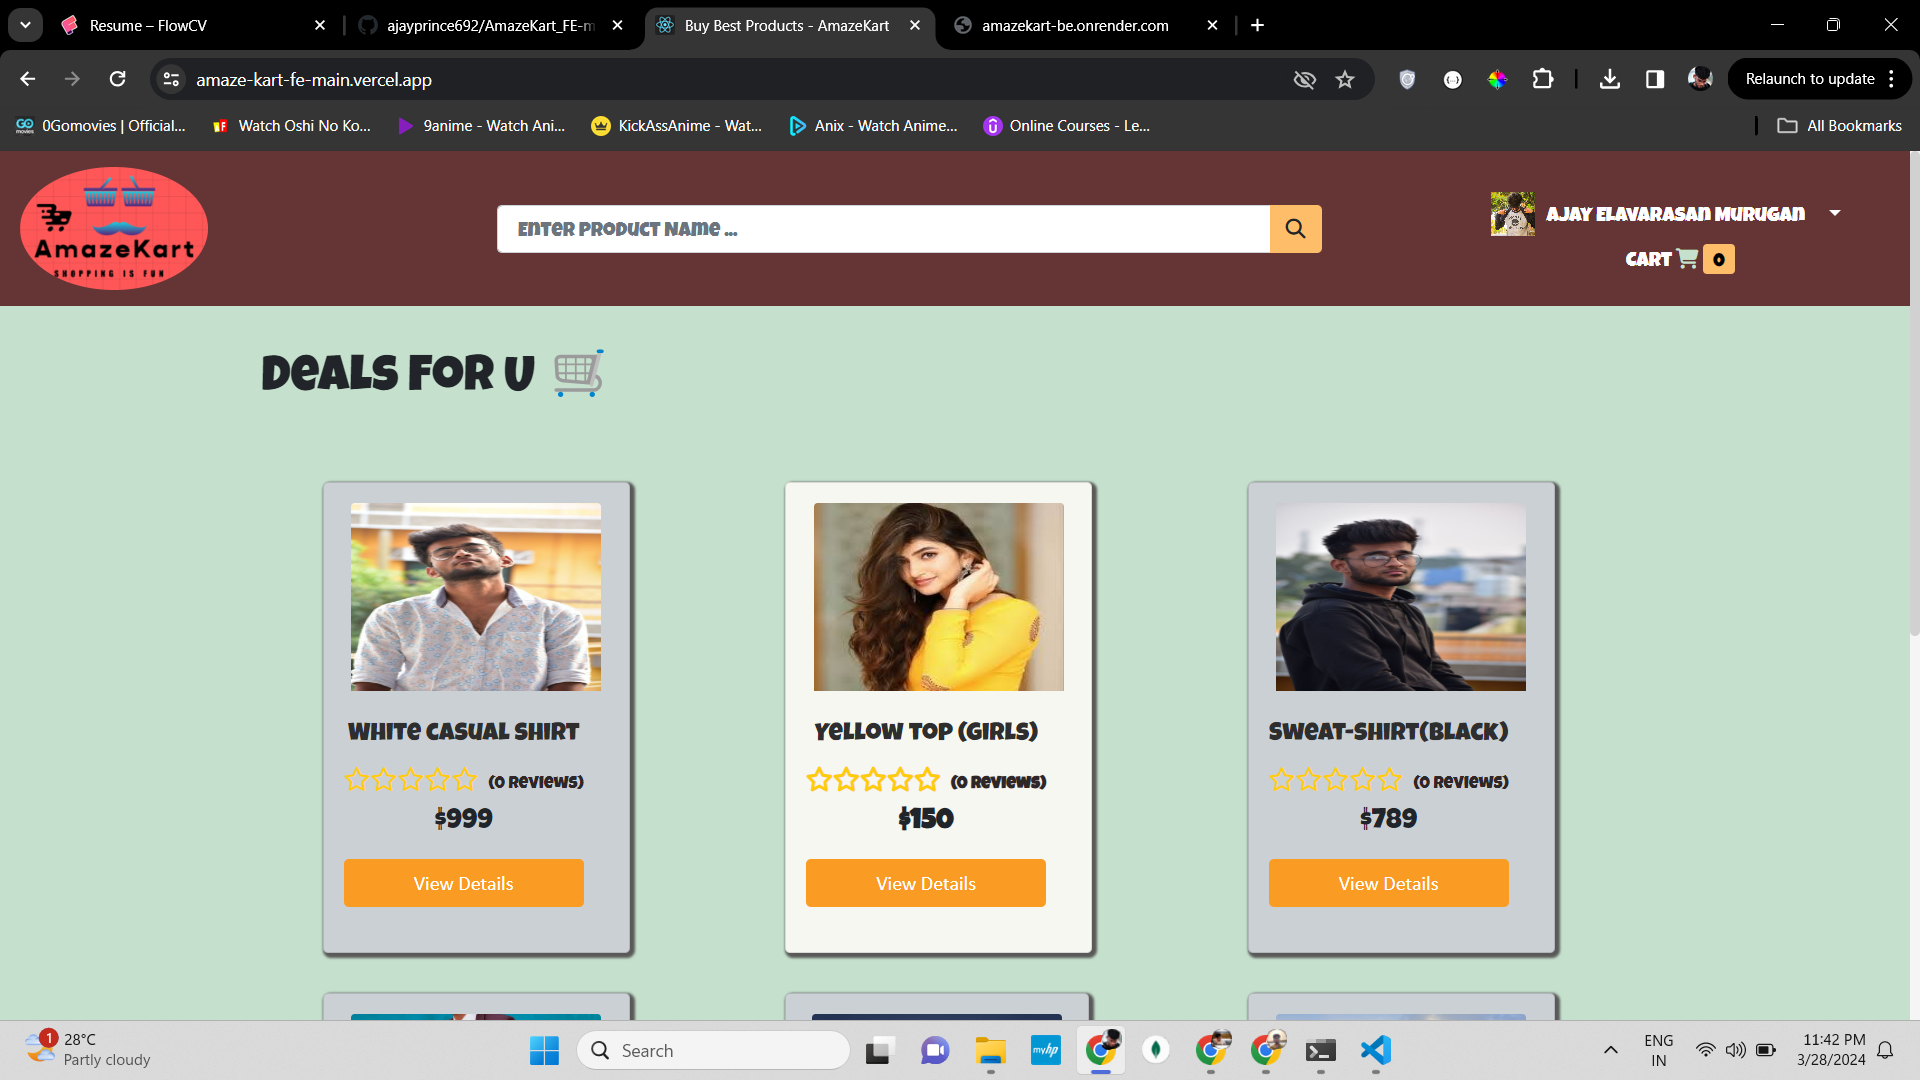 Resume – FlowCV
ajayprince692/AmazeKart_FE-m
Buy Best Products - AmazeKart
amazekart-be.onrender.com
amaze-kart-fe-main.vercel.app
Relaunch to update
0Gomovies | Official...
Watch Oshi No Ko...
9anime - Watch Ani...
KickAssAnime - Wat...
Anix - Watch Anime...
Online Courses - Le...
All Bookmarks
AmazeKart
SHOPPING IS FUN
Enter Product Name ...
Ajay Elavarasan Murugan
Cart 0
Deals For U
White Casual Shirt
(0 Reviews)
$999
View Details
Yellow Top (Girls)
(0 Reviews)
$150
View Details
Sweat-Shirt(Black)
(0 Reviews)
$789
View Details
1
28°C
Partly cloudy
Search
myhp
ENG
IN
11:42 PM
3/28/2024